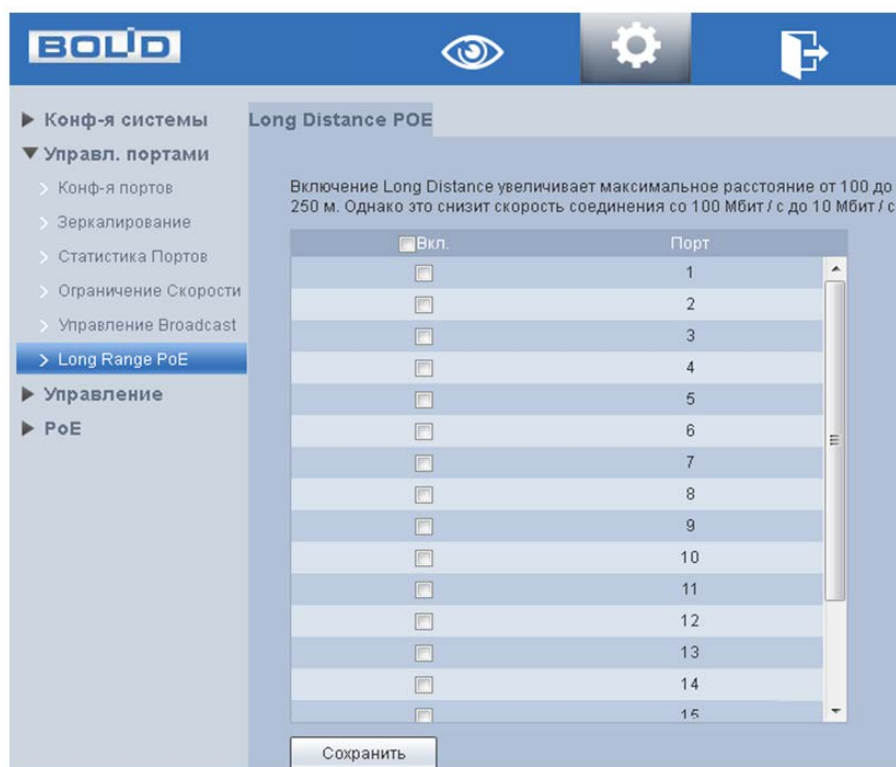 BOLID
Конф-я системы
Управл. портами
Конф-я портов
Зеркалирование
Статистика Портов
Ограничение Скорости
Управление Broadcast
Long Range PoE
Управление
PoE
Long Distance POE
Включение Long Distance увеличивает максимальное расстояние от 100 до
250 м. Однако это снизит скорость соединения со 100 Мбит / с до 10 Мбит / с
Вкл. Порт
1
2
3
4
5
6
7
8
9
10
11
12
13
14
15
Сохранить